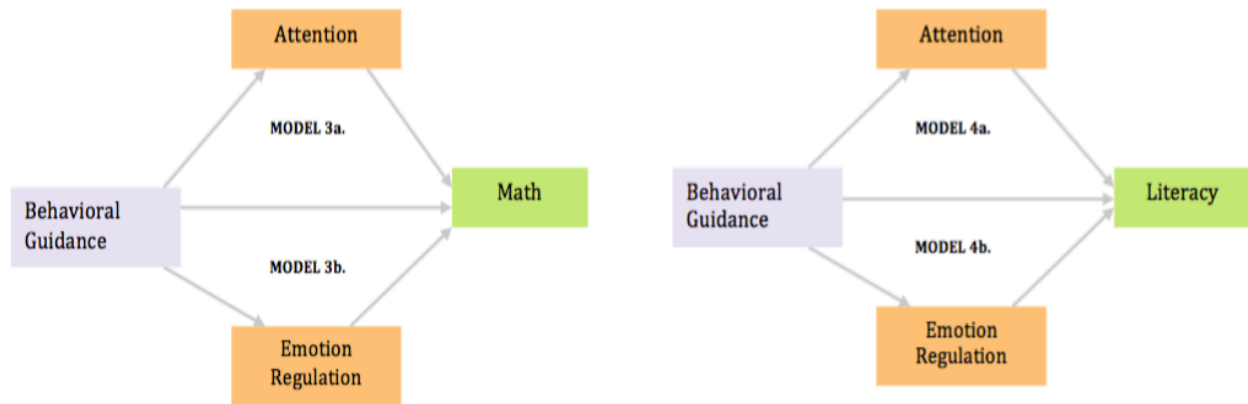 Attention
MODEL 3a.
Math
Behavioral
Guidance
MODEL 3b.
Emotion
Regulation
Attention
MODEL 4a.
Literacy
Behavioral
Guidance
MODEL 4b.
Emotion
Regulation